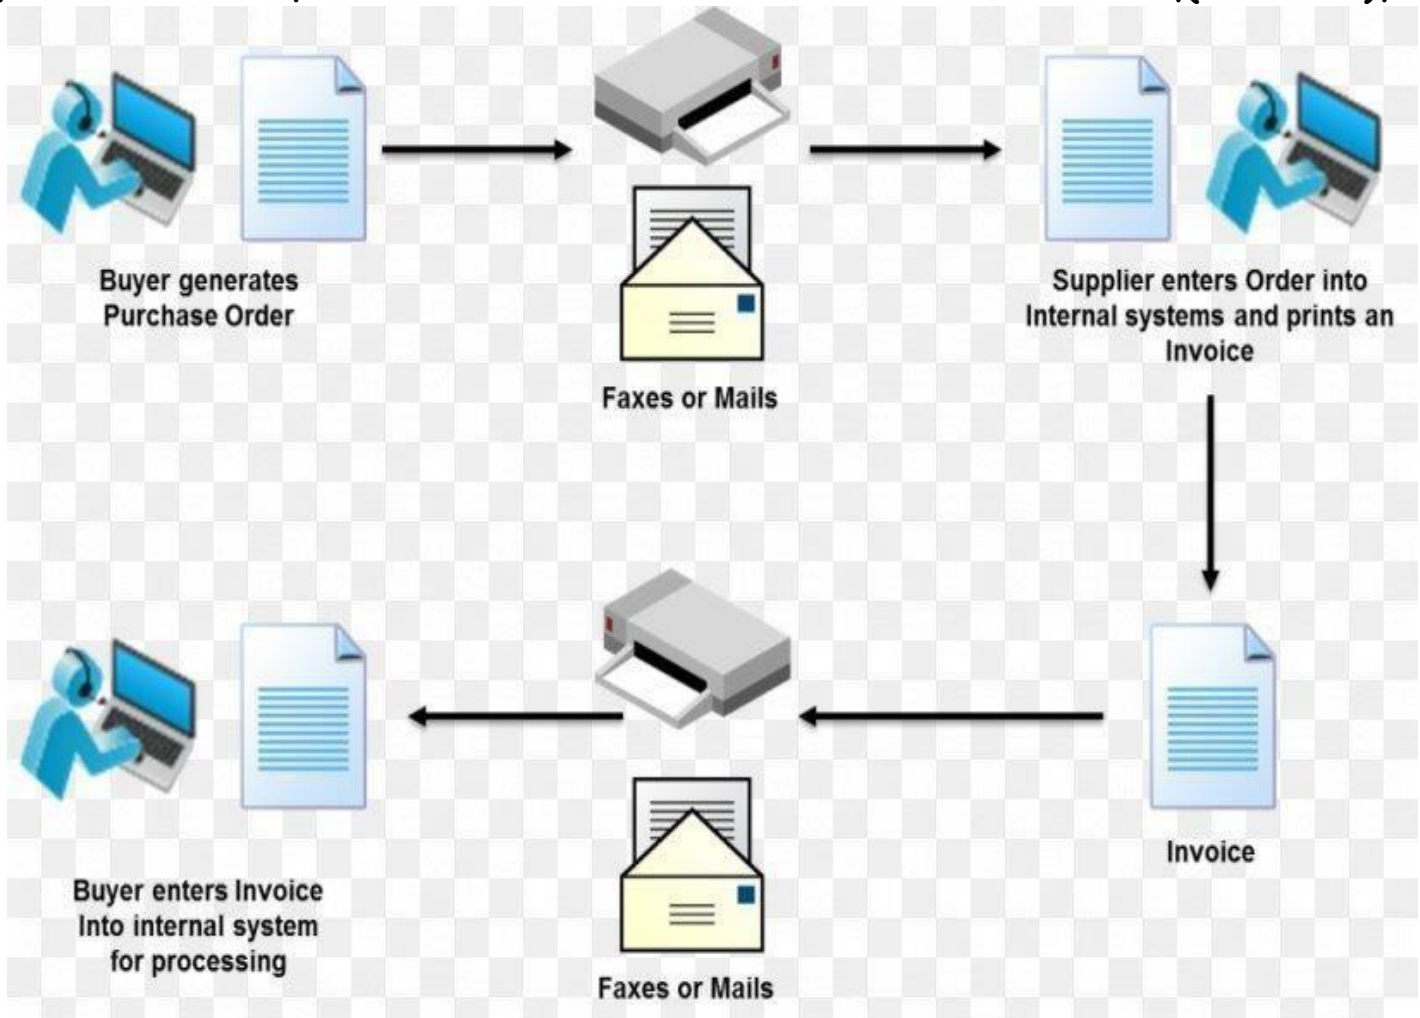 Buyer generates
Purchase Order
Faxes or Mails
Supplier enters Order into
Internal systems and prints an
Invoice
Invoice
Faxes or Mails
Buyer enters Invoice
Into internal system
for processing